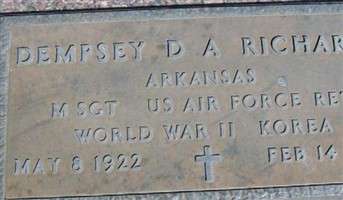 DEMPSEY D A RICHAR
ARKANSAS
M SGT US AIR FORCE RET
WORLD WAR II KOREA
MAY 8 1922 FEB 14